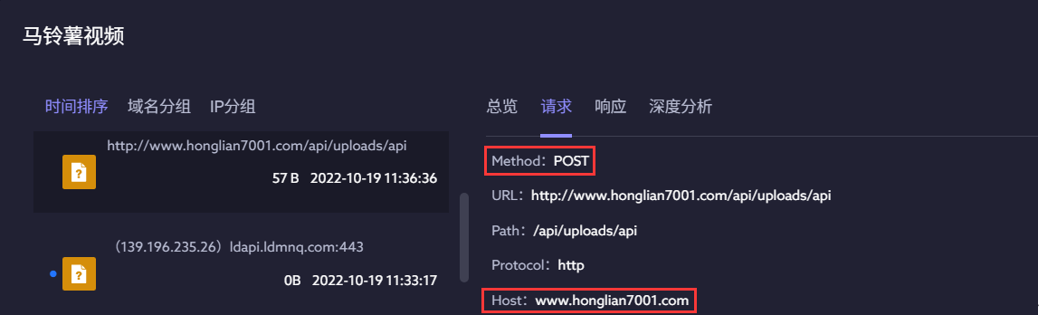 马铃薯视频
时间排序 域名分组 IP分组
http://www.honglian7001.com/api/uploads/api
57 B 2022-10-19 11:36:36
（139.196.235.26）ldapi.ldmnq.com:443
0B 2022-10-19 11:33:17
总览 请求 响应 深度分析
Method：POST
URL：http://www.honglian7001.com/api/uploads/api
Path：/api/uploads/api
Protocol：http
Host：www.honglian7001.com